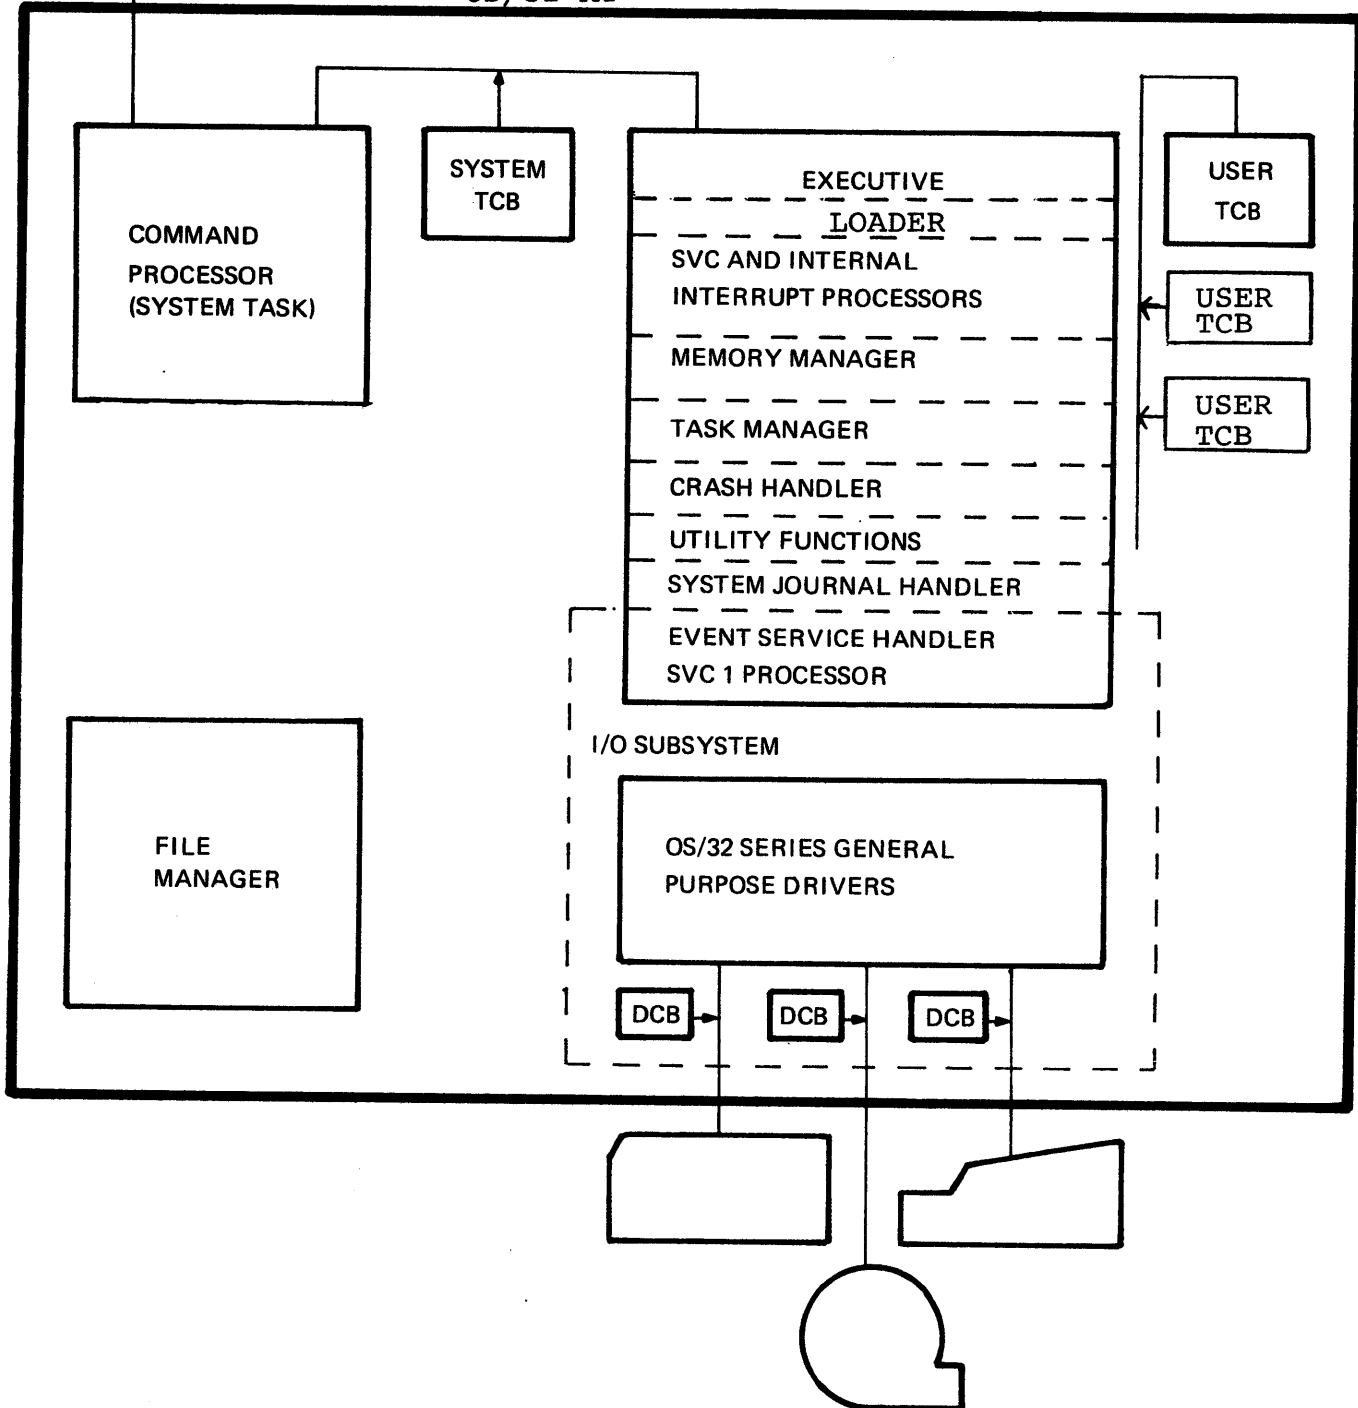 SYSTEM
TCB
COMMAND
PROCESSOR
(SYSTEM TASK)
EXECUTIVE
LOADER
SVC AND INTERNAL
INTERRUPT PROCESSORS
MEMORY MANAGER
TASK MANAGER
CRASH HANDLER
UTILITY FUNCTIONS
SYSTEM JOURNAL HANDLER
EVENT SERVICE HANDLER
SVC 1 PROCESSOR
USER
TCB
USER
TCB
USER
TCB
I/O SUBSYSTEM
FILE
MANAGER
OS/32 SERIES GENERAL
PURPOSE DRIVERS
DCB
DCB
DCB